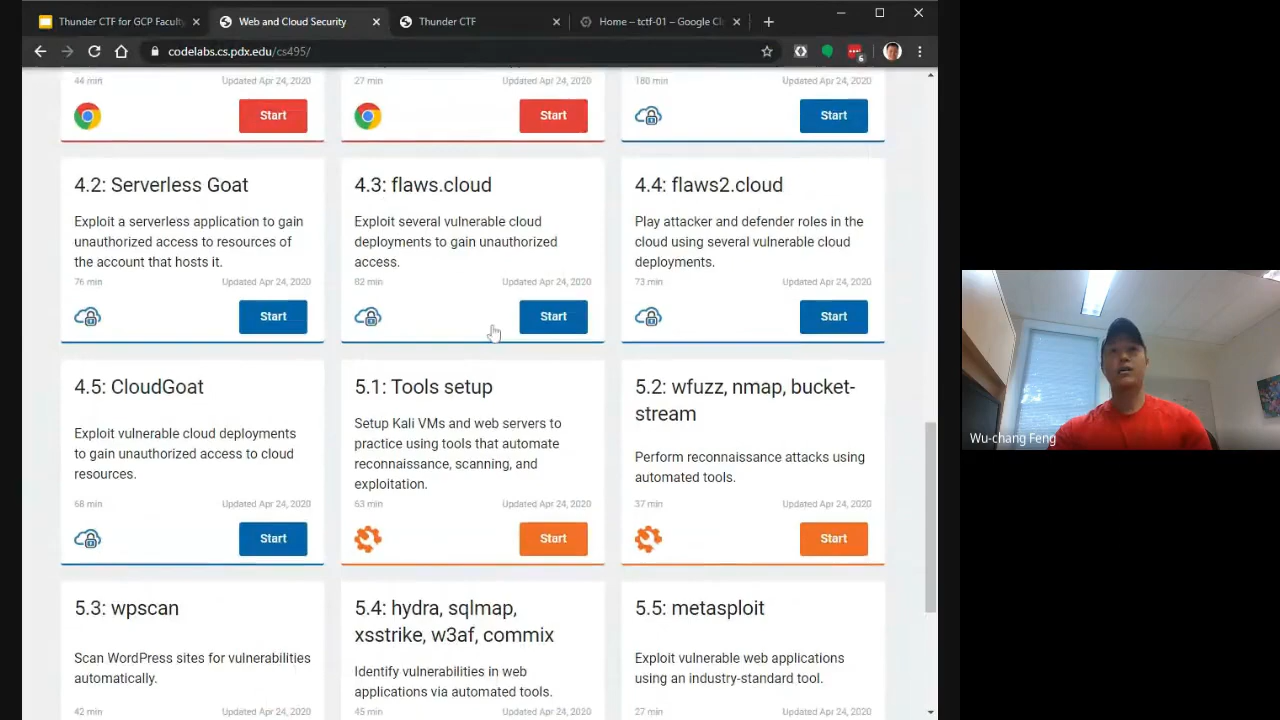 Thunder CTF for GCP Faculty
Web and Cloud Security
Thunder CTF
Home – tctf-01 – Google Cl
codelabs.cs.pdx.edu/cs495/
6
44 min
Updated Apr 24, 2020
27 min
Updated Apr 24, 2020
180 min
Updated Apr 24, 2020
Start
Start
Start
4.2: Serverless Goat
Exploit a serverless application to gain
unauthorized access to resources of
the account that hosts it.
76 min
Updated Apr 24, 2020
Start
4.3: flaws.cloud
Exploit several vulnerable cloud
deployments to gain unauthorized
access.
82 min
Updated Apr 24, 2020
Start
4.4: flaws2.cloud
Play attacker and defender roles in the
cloud using several vulnerable cloud
deployments.
73 min
Updated Apr 24, 2020
Start
4.5: CloudGoat
Exploit vulnerable cloud deployments
to gain unauthorized access to cloud
resources.
68 min
Updated Apr 24, 2020
Start
5.1: Tools setup
Setup Kali VMs and web servers to
practice using tools that automate
reconnaissance, scanning, and
exploitation.
63 min
Updated Apr 24, 2020
Start
5.2: wfuzz, nmap, bucket-
stream
Perform reconnaissance attacks using
automated tools.
37 min
Updated Apr 24, 2020
Start
5.3: wpscan
Scan WordPress sites for vulnerabilities
automatically.
42 min
Updated Apr 24, 2020
5.4: hydra, sqlmap,
xsstrike, w3af, commix
Identify vulnerabilities in web
applications via automated tools.
45 min
Updated Apr 24, 2020
5.5: metasploit
Exploit vulnerable web applications
using an industry-standard tool.
27 min
Updated Apr 24, 2020
Wu-chang Feng